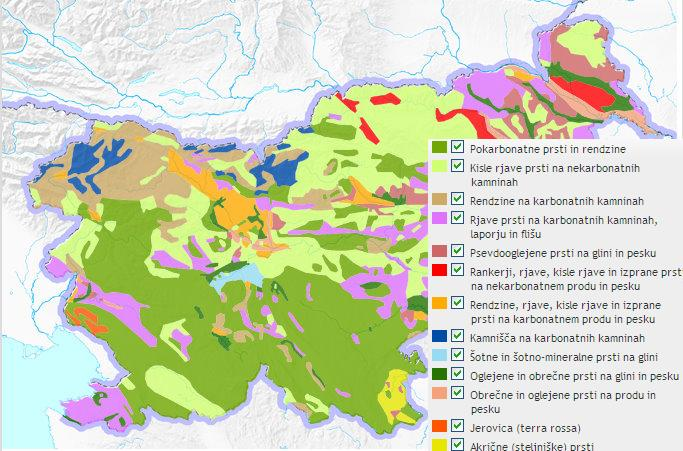 Pokarbonatne prsti in rendzine
Kisle rjave prsti na nekarbonatnih
kamninah
Rendzine na karbonatnih kamninah
Rjave prsti na karbonatnih kamninah,
laporju in flišu
Psevdooglejene prsti na glini in pesku
Rankerji, rjave, kisle rjave in izprane prsti
na nekarbonatnem produ in pesku
Rendzine, rjave, kisle rjave in izprane
prsti na karbonatnem produ in pesku
Kamnišča na karbonatnih kamninah
Šotne in šotno-mineralne prsti na glini
Oglejene in obrečne prsti na glini in pesku
Obrečne in oglejene prsti na produ in
pesku
Jerovica (terra rossa)
Akrične (steljniške) prsti